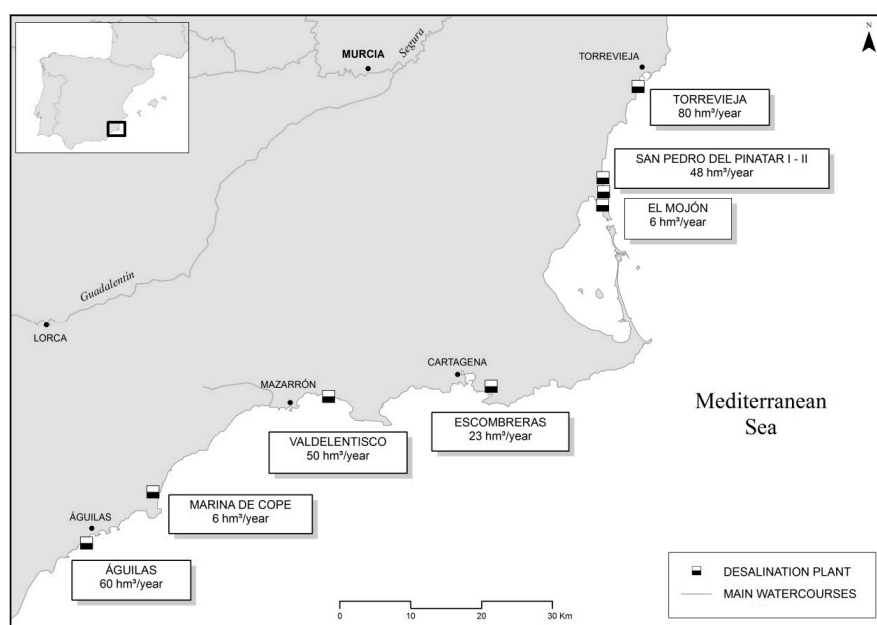 N
MURCIA
Segura
TORREVIEJA
TORREVIEJA
80 hm³/year
SAN PEDRO DEL PINATAR I - II
48 hm³/year
EL MOJÓN
6 hm³/year
Guadalentin
LORCA
CARTAGENA
MAZARRÓN
Mediterranean
Sea
ESCOMBRERAS
23 hm³/year
VALDELENTISCO
50 hm³/year
MARINA DE COPE
6 hm³/year
ÁGUILAS
ÁGUILAS
60 hm³/year
DESALINATION PLANT
MAIN WATERCOURSES
0 10 20 30 Km